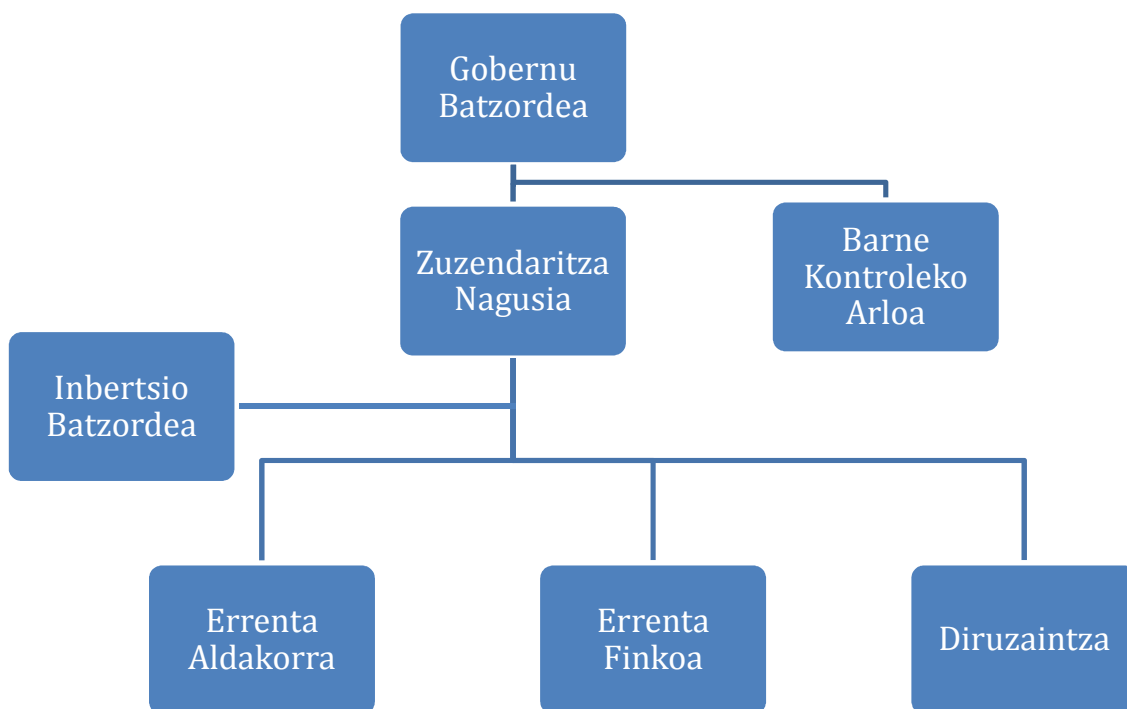 Gobernu
Batzordea
Zuzendaritza
Nagusia
Barne
Kontroleko
Arloa
Inbertsio
Batzordea
Errenta
Aldakorra
Errenta
Finkoa
Diruzaintza